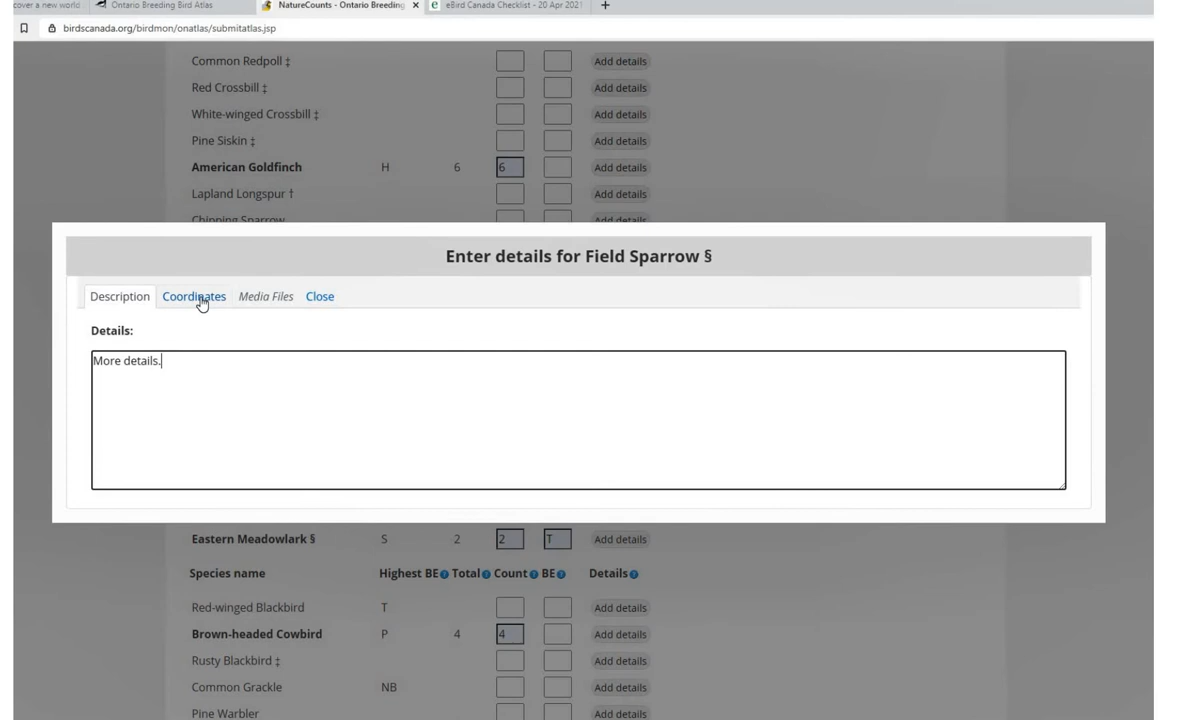 cover a new world
Ontario Breeding Bird Atlas
NatureCounts - Ontario Breeding
eBird Canada Checklist - 20 Apr 2021
birdscanada.org/birdmon/onatlas/submitatlas.jsp
Common Redpoll ‡ Add details
Red Crossbill ‡ Add details
White-winged Crossbill ‡ Add details
Pine Siskin ‡ Add details
American Goldfinch H 6 6 Add details
Lapland Longspur † Add details
Chipping Sparrow Add details
Enter details for Field Sparrow §
Description Coordinates Media Files Close
Details:
More details.
Eastern Meadowlark § S 2 2 T Add details
Species name Highest BE Total Count BE Details
Red-winged Blackbird T Add details
Brown-headed Cowbird P 4 4 Add details
Rusty Blackbird ‡ Add details
Common Grackle NB Add details
Pine Warbler Add details